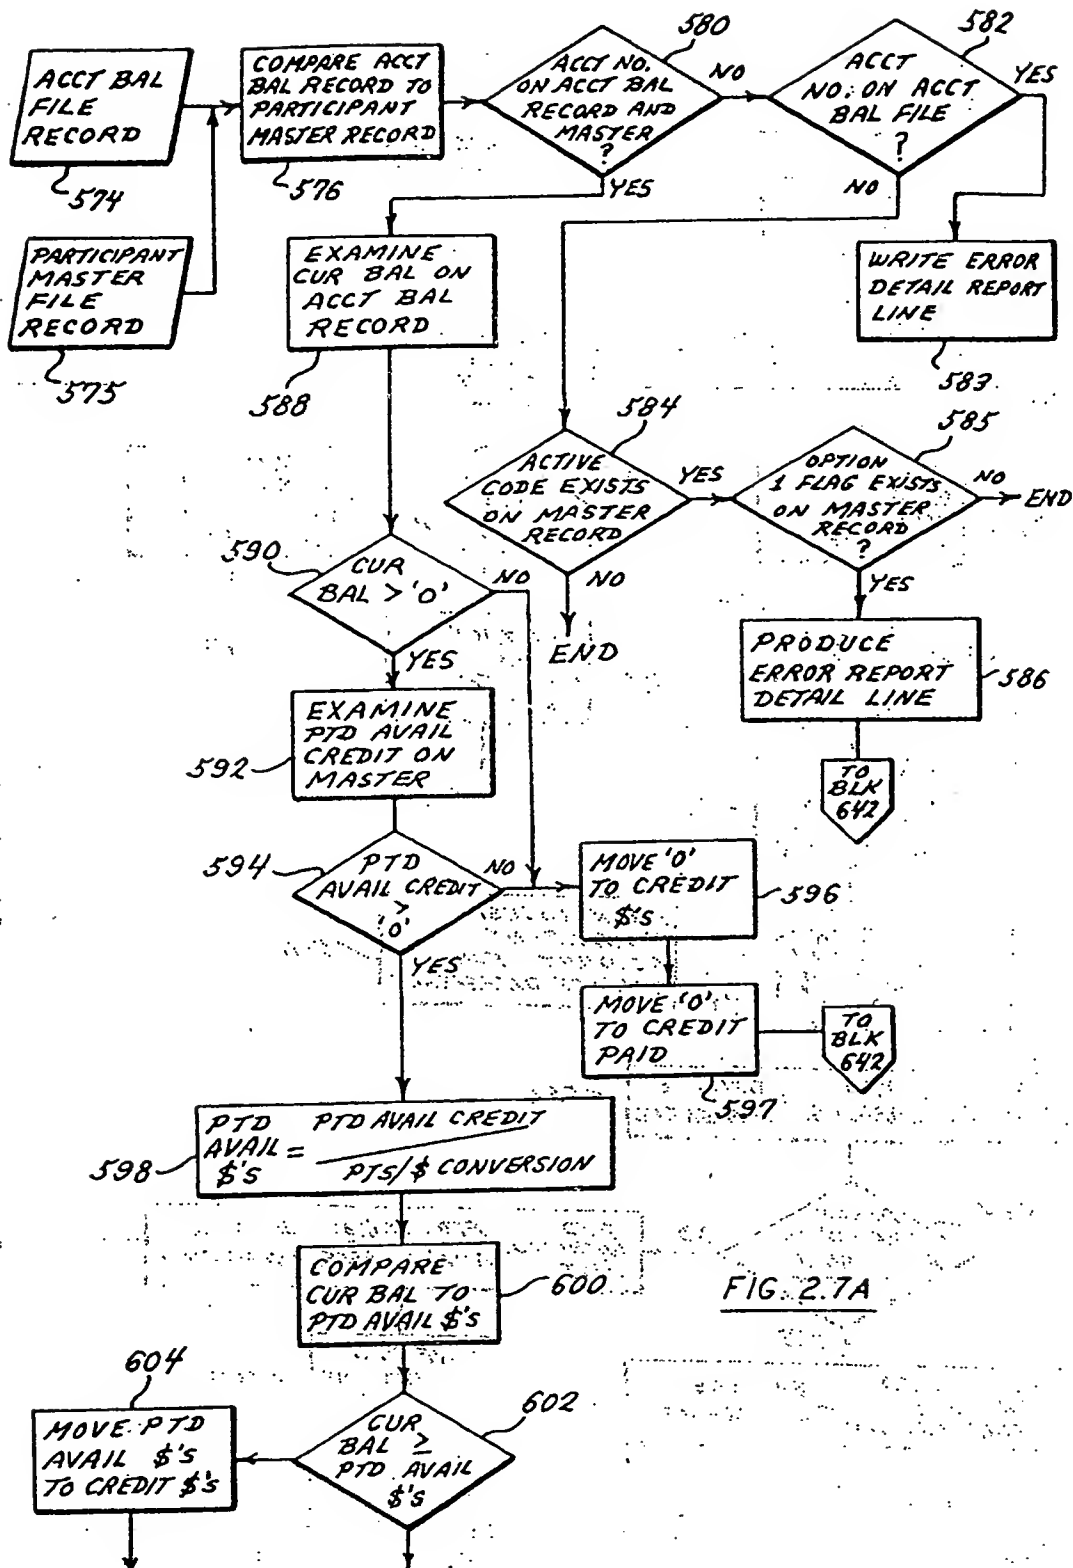 ACCT BAL
FILE
RECORD
574
COMPARE ACCT
BAL RECORD TO
PARTICIPANT
MASTER RECORD
576
580
ACCT NO.
ON ACCT BAL
RECORD AND
MASTER
?
NO
YES
582
ACCT
NO. ON ACCT
BAL FILE
?
YES
NO
PARTICIPANT
MASTER
FILE
RECORD
575
EXAMINE
CUR BAL ON
ACCT BAL
RECORD
588
WRITE ERROR
DETAIL REPORT
LINE
583
584
ACTIVE
CODE EXISTS
ON MASTER
RECORD
YES
NO
END
585
OPTION
1 FLAG EXISTS
ON MASTER
RECORD
?
NO
END
YES
590
CUR
BAL > 'O'
NO
YES
PRODUCE
ERROR REPORT
DETAIL LINE
586
TO
BLK
642
EXAMINE
PTD AVAIL
CREDIT ON
MASTER
592
594
PTD
AVAIL CREDIT
>
'O'
NO
YES
MOVE 'O'
TO CREDIT
$'S
596
MOVE 'O'
TO CREDIT
PAID
597
TO
BLK
642
598
PTD AVAIL $'S = PTD AVAIL CREDIT / PTS/$ CONVERSION
COMPARE
CUR BAL TO
PTD AVAIL $'S
600
FIG. 2.7A
604
MOVE PTD
AVAIL $'S
TO CREDIT $'S
602
CUR
BAL ≥
PTD AVAIL
$'S